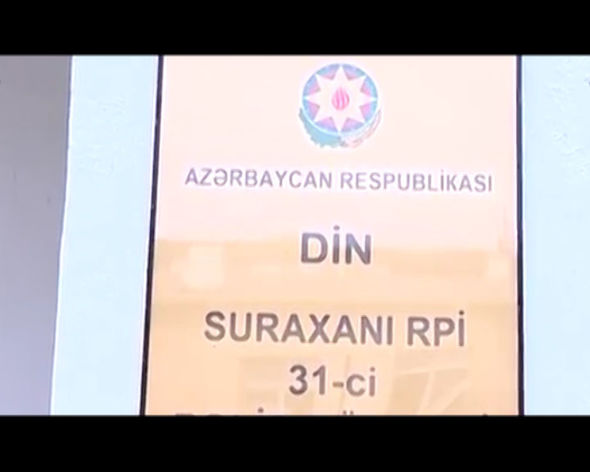 AZƏRBAYCAN RESPUBLİKASI
DİN
SURAXANI RPİ
31-ci